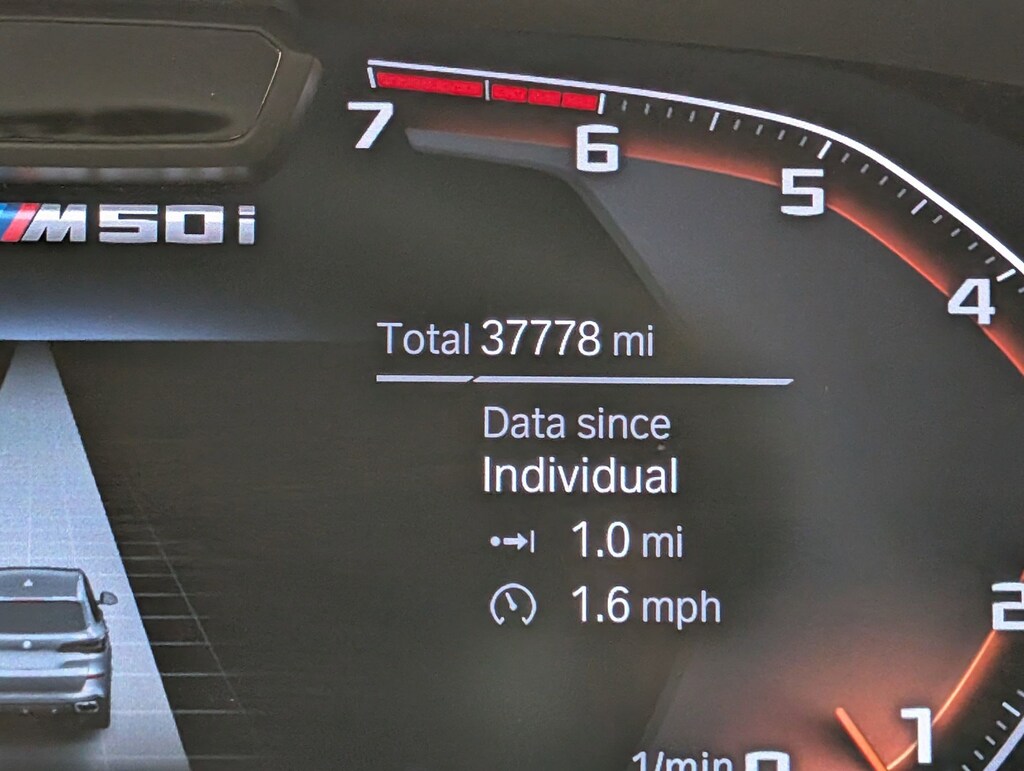 7
6
5
M50i
4
Total 37778 mi
Data since
Individual
1.0 mi
1.6 mph
2
1
1/min 0